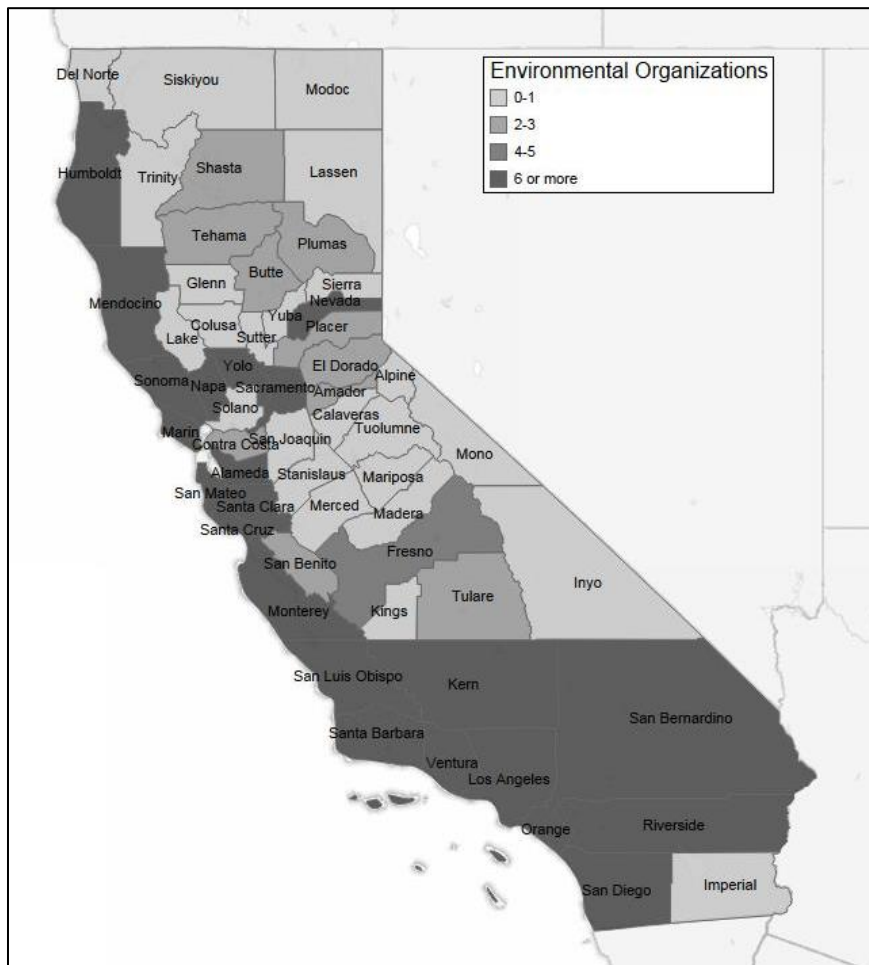 Environmental Organizations
0-1
2-3
4-5
6 or more
Del Norte
Siskiyou
Modoc
Humboldt
Trinity
Shasta
Lassen
Tehama
Plumas
Butte
Glenn
Sierra
Mendocino
Nevada
Colusa
Yuba
Placer
Lake
Sutter
Yolo
El Dorado
Alpine
Sonoma
Napa
Sacramento
Amador
Solano
Calaveras
Marin
Contra Costa
San Joaquin
Tuolumne
Mono
Alameda
Stanislaus
Mariposa
San Mateo
Santa Clara
Merced
Madera
Santa Cruz
Fresno
San Benito
Inyo
Monterey
Kings
Tulare
San Luis Obispo
Kern
San Bernardino
Santa Barbara
Ventura
Los Angeles
Orange
Riverside
San Diego
Imperial